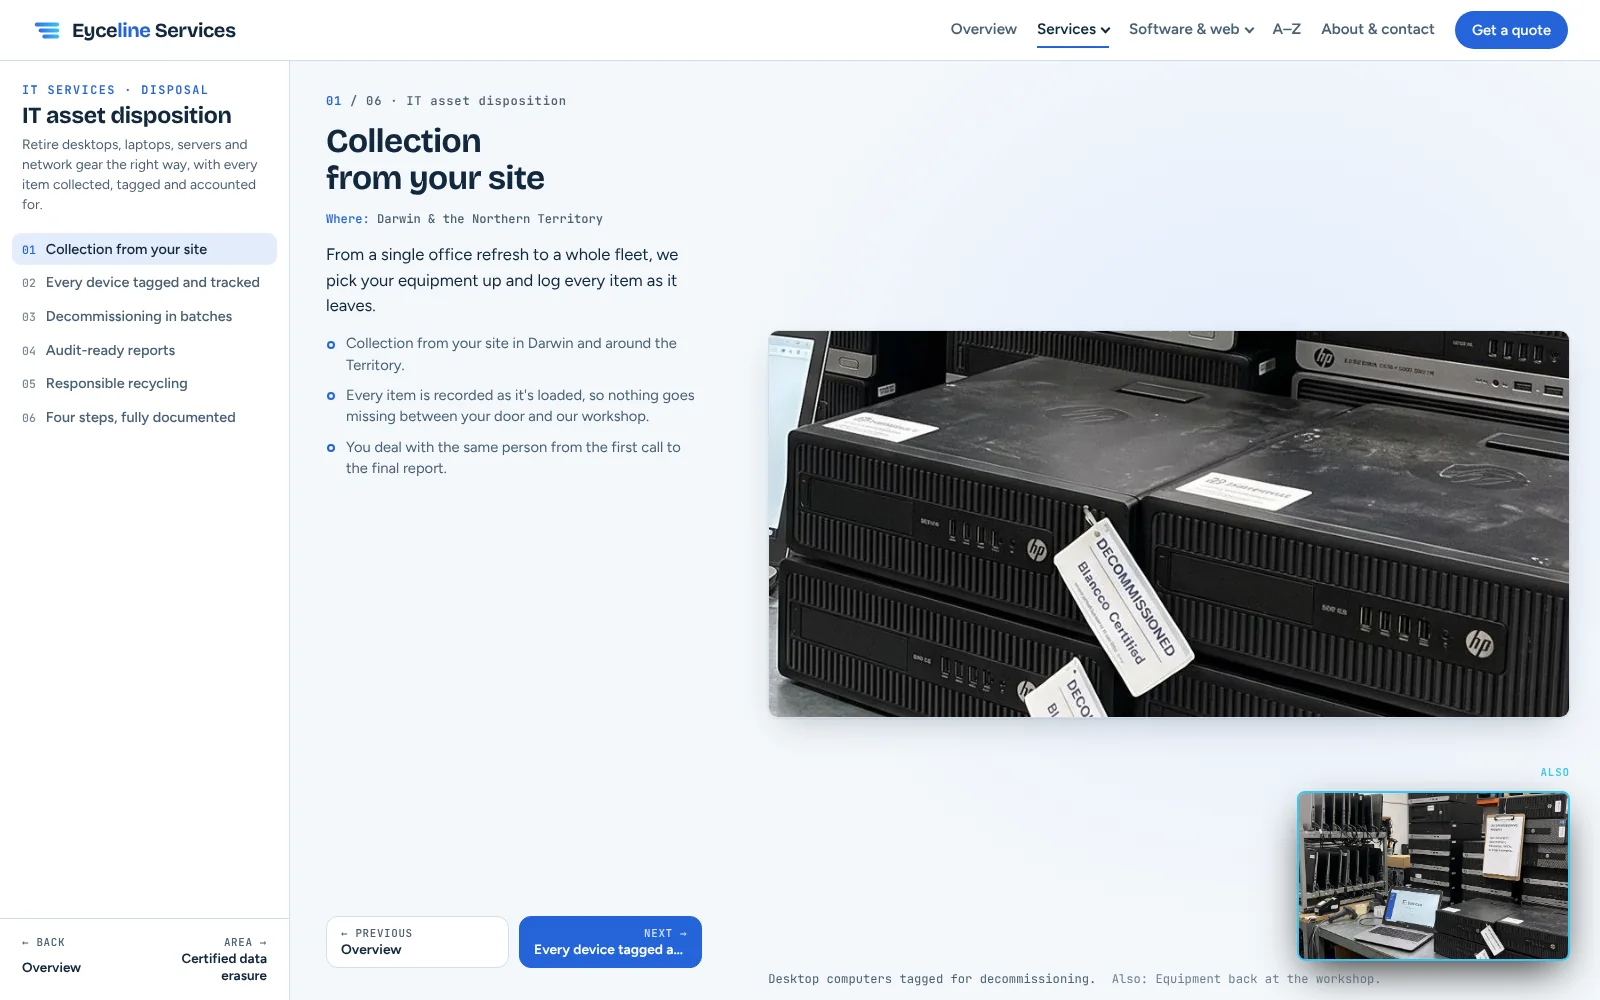 Eyceline Services
Overview
Services
Software & web
A–Z
About & contact
Get a quote
IT SERVICES · DISPOSAL
IT asset disposition
Retire desktops, laptops, servers and
network gear the right way, with every
item collected, tagged and accounted
for.
01 Collection from your site
02 Every device tagged and tracked
03 Decommissioning in batches
04 Audit-ready reports
05 Responsible recycling
06 Four steps, fully documented
← BACK
Overview
AREA →
Certified data
erasure
01 / 06 · IT asset disposition
Collection
from your site
Where: Darwin & the Northern Territory
From a single office refresh to a whole fleet, we
pick your equipment up and log every item as it
leaves.
Collection from your site in Darwin and around the
Territory.
Every item is recorded as it's loaded, so nothing goes
missing between your door and our workshop.
You deal with the same person from the first call to
the final report.
← PREVIOUS
Overview
NEXT →
Every device tagged a...
hp
hp
DECOMMISSIONED
Blancco Certified
hp
hp
DECO
Bl
ALSO
Desktop computers tagged for decommissioning. Also: Equipment back at the workshop.